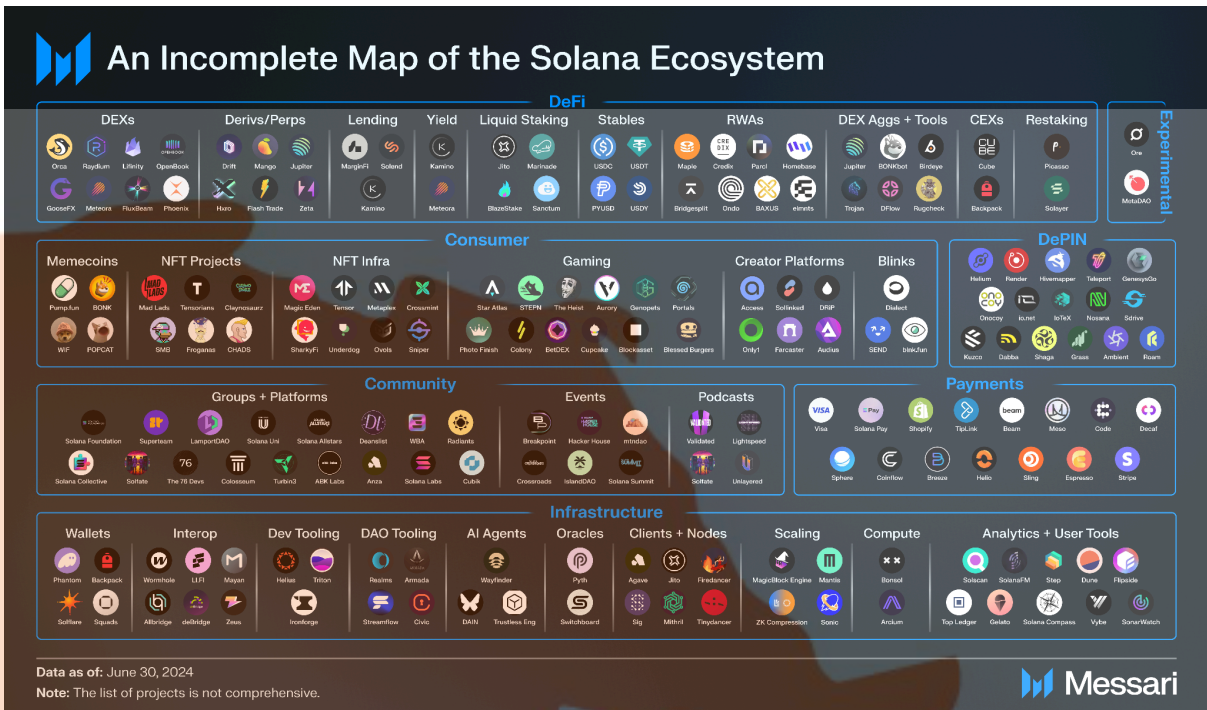 An Incomplete Map of the Solana Ecosystem
DeFi
DEXs
Orca Raydium Lifinity OpenBook
GooseFX Meteora FluxBeam Phoenix
Derivs/Perps
Drift Mango Jupiter
Hxro Flash Trade Zeta
Lending
MarginFi Solend
Kamino
Yield
Kamino
Meteora
Liquid Staking
Jito Marinade
BlazeStake Sanctum
Stables
USDC USDT
PYUSD USDY
RWAs
Maple Credix Parcl Homebase
Bridgesplit Ondo BAXUS elmnts
DEX Aggs + Tools
Jupiter BONKbot Birdeye
Trojan DFlow Rugcheck
CEXs
Cube
Backpack
Restaking
Picasso
Solayer
Experimental
Ore
MetaDAO
Consumer
Memecoins
Pump.fun BONK
WiF POPCAT
NFT Projects
Mad Lads Tensorians Claynosaurz
SMB Froganas CHADS
NFT Infra
Magic Eden Tensor Metaplex Crossmint
SharkyFi Underdog Ovols Sniper
Gaming
Star Atlas STEPN The Heist Aurory Genopets Portals
Photo Finish Colony BetDEX Cupcake Blockasset Blessed Burgers
Creator Platforms
Access Sollinked DRiP
Only1 Farcaster Audius
Blinks
Dialect
SEND blnk.fun
DePIN
Helium Render Hivemapper Teleport GenesysGo
Onocoy io.net IoTeX Nosana Sdrive
Kuzco Dabba Shaga Grass Ambient Roam
Community
Groups + Platforms
Solana Foundation Superteam LamportDAO Solana Uni Solana Allstars Deanslist WBA Radiants
Solana Collective Solfate The 76 Devs Colosseum Turbin3 ABK Labs Anza Solana Labs Cubik
Events
Breakpoint Hacker House mtndao
Crossroads IslandDAO Solana Summit
Podcasts
Validated Lightspeed
Solfate Unlayered
Payments
Visa Solana Pay Shopify TipLink Beam Meso Code Decaf
Sphere Coinflow Breeze Helio Sling Espresso Stripe
Infrastructure
Wallets
Phantom Backpack
Solflare Squads
Interop
Wormhole LI.FI Mayan
Allbridge deBridge Zeus
Dev Tooling
Helius Triton
Ironforge
DAO Tooling
Realms Armada
Streamflow Civic
AI Agents
Wayfinder
DAIN Trustless Eng
Oracles
Pyth
Switchboard
Clients + Nodes
Agave Jito Firedancer
Sig Mithril Tinydancer
Scaling
MagicBlock Engine Mantis
ZK Compression Sonic
Compute
Bonsol
Arcium
Analytics + User Tools
Solscan SolanaFM Step Dune Flipside
Top Ledger Gelato Solana Compass Vybe SonarWatch
Data as of: June 30, 2024
Note: The list of projects is not comprehensive.
Messari